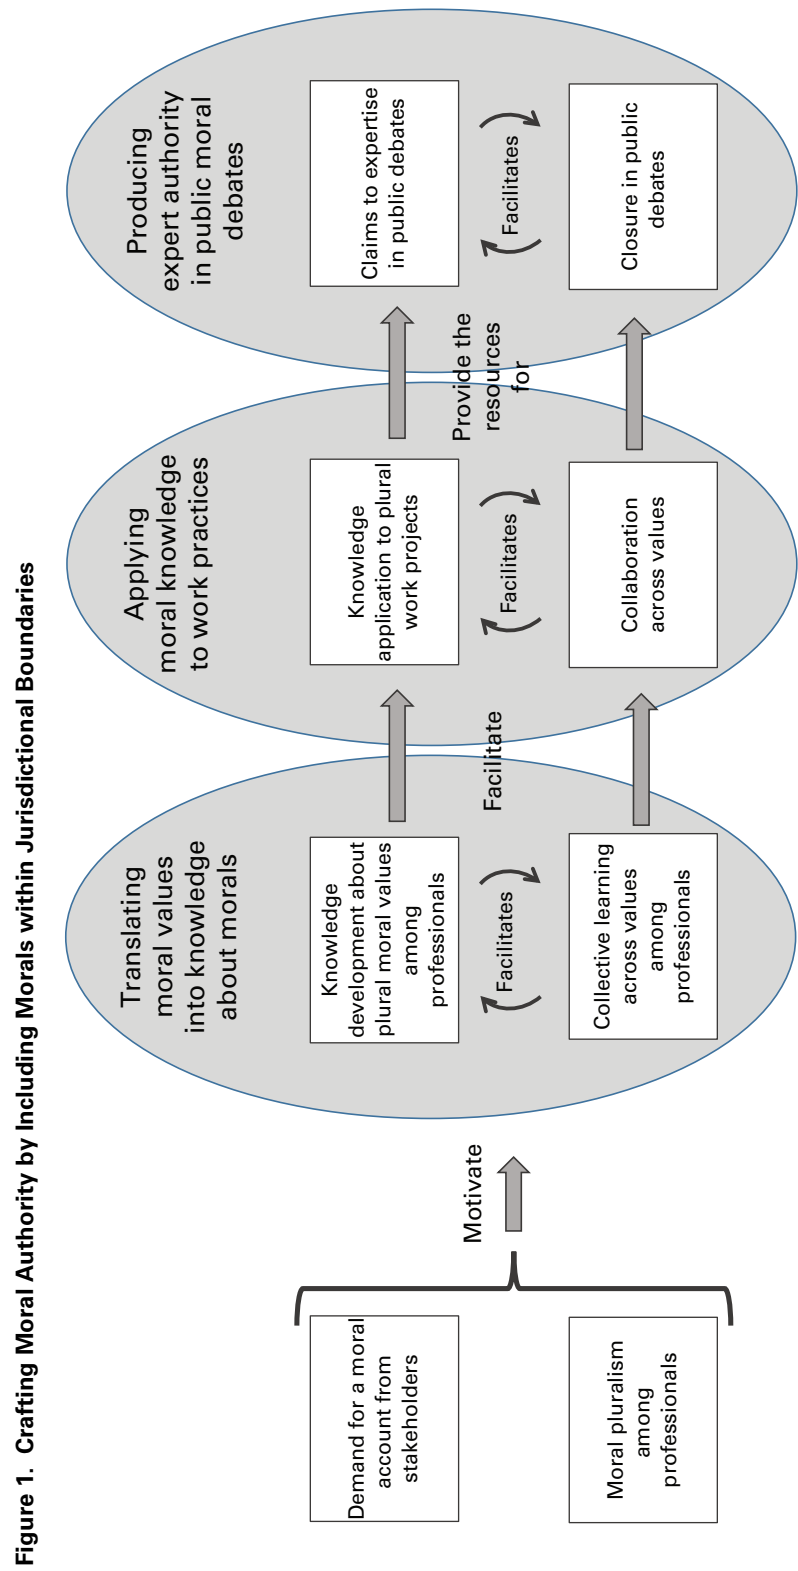 Figure 1. Crafting Moral Authority by Including Morals within Jurisdictional Boundaries
Demand for a moral
account from
stakeholders
Moral pluralism
among
professionals
Motivate
Translating
moral values
into knowledge
about morals
Knowledge
development about
plural moral values
among
professionals
Facilitates
Collective learning
across values
among
professionals
Facilitate
Applying
moral knowledge
to work practices
Knowledge
application to plural
work projects
Facilitates
Collaboration
across values
Provide the
resources
for
Producing
expert authority
in public moral
debates
Claims to expertise
in public debates
Facilitates
Closure in public
debates